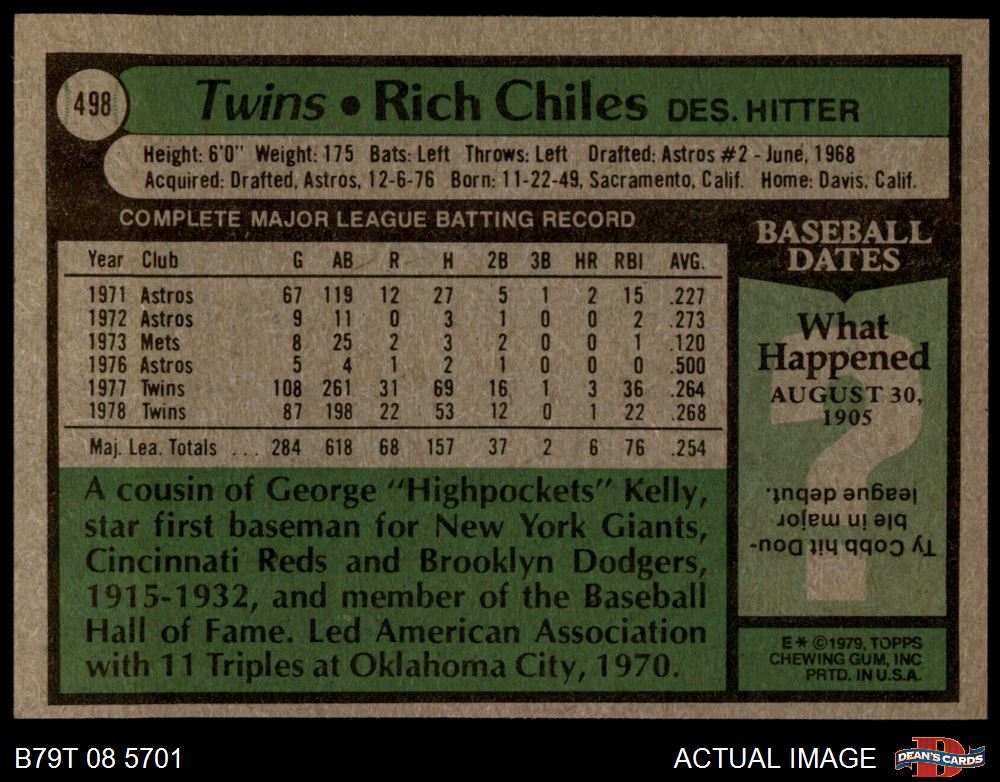 498
Twins • Rich Chiles DES. HITTER
Height: 6'0" Weight: 175 Bats: Left Throws: Left Drafted: Astros #2 - June, 1968
Acquired: Drafted, Astros, 12-6-76 Born: 11-22-49, Sacramento, Calif. Home: Davis, Calif.
COMPLETE MAJOR LEAGUE BATTING RECORD
Year Club G AB R H 2B 3B HR RBI AVG.
1971 Astros 67 119 12 27 5 1 2 15 .227
1972 Astros 9 11 0 3 1 0 0 2 .273
1973 Mets 8 25 2 3 2 0 0 1 .120
1976 Astros 5 4 1 2 1 0 0 0 .500
1977 Twins 108 261 31 69 16 1 3 36 .264
1978 Twins 87 198 22 53 12 0 1 22 .268
Maj. Lea. Totals ... 284 618 68 157 37 2 6 76 .254
A cousin of George "Highpockets" Kelly,
star first baseman for New York Giants,
Cincinnati Reds and Brooklyn Dodgers,
1915-1932, and member of the Baseball
Hall of Fame. Led American Association
with 11 Triples at Oklahoma City, 1970.
BASEBALL
DATES
What
Happened
AUGUST 30,
1905
?
Ty Cobb hit Dou-
ble in major
league debut.
E* ©1979, TOPPS
CHEWING GUM, INC
PRTD. IN U.S.A.
B79T 08 5701
ACTUAL IMAGE
D
DEAN'S CARDS